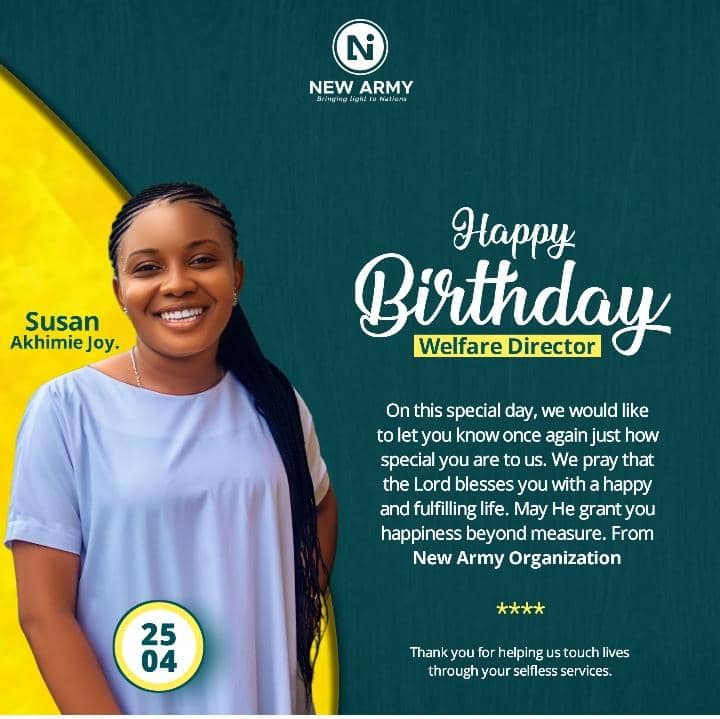 Ni
NEW ARMY
Bringing light to Nations
Susan
Akhimie Joy.
Happy
Birthday
Welfare Director
On this special day, we would like
to let you know once again just how
special you are to us. We pray that
the Lord blesses you with a happy
and fulfilling life. May He grant you
happiness beyond measure. From
New Army Organization
****
Thank you for helping us touch lives
through your selfless services.
25
04